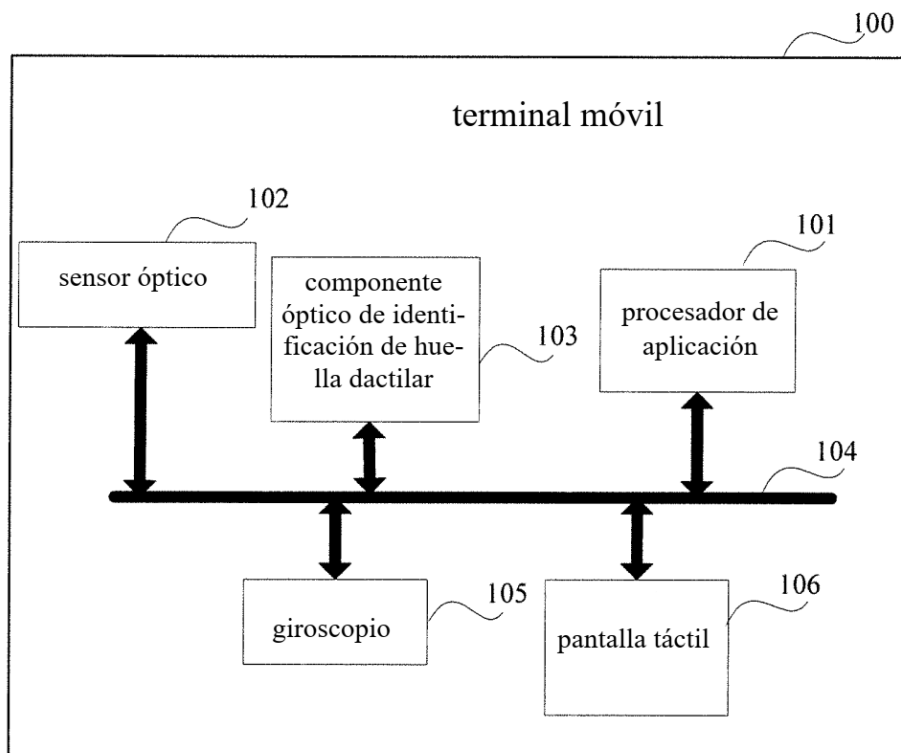 100
terminal móvil
102
sensor óptico
componente
óptico de identi-
ficación de hue-
lla dactilar
103
101
procesador de
aplicación
104
giroscopio
105
pantalla táctil
106